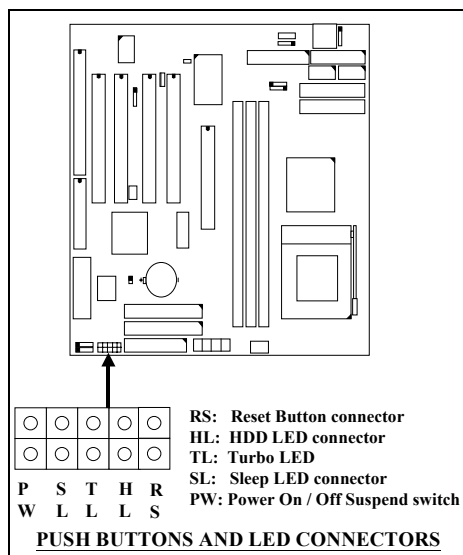 RS: Reset Button connector
HL: HDD LED connector
TL: Turbo LED
SL: Sleep LED connector
PW: Power On / Off Suspend switch
P S T H R
W L L L S
PUSH BUTTONS AND LED CONNECTORS